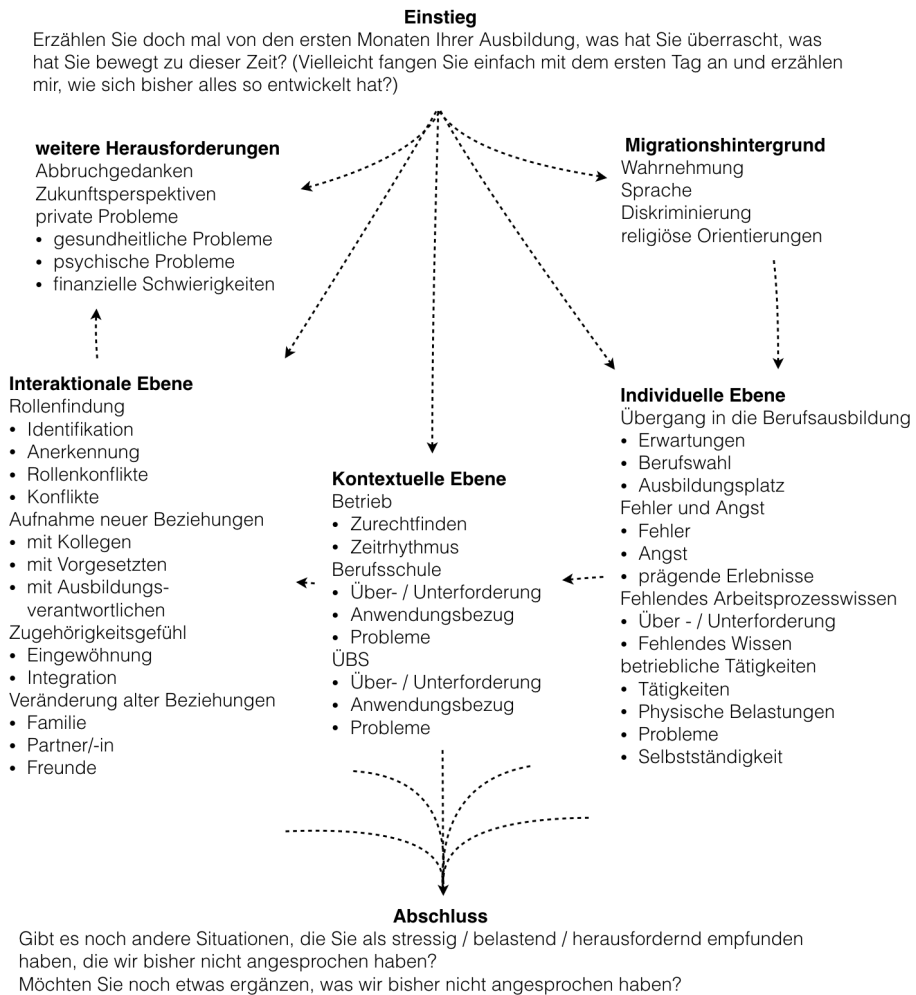 Einstieg
Erzählen Sie doch mal von den ersten Monaten Ihrer Ausbildung, was hat Sie überrascht, was
hat Sie bewegt zu dieser Zeit? (Vielleicht fangen Sie einfach mit dem ersten Tag an und erzählen
mir, wie sich bisher alles so entwickelt hat?)
weitere Herausforderungen
Abbruchgedanken
Zukunftsperspektiven
private Probleme
• gesundheitliche Probleme
• psychische Probleme
• finanzielle Schwierigkeiten
Migrationshintergrund
Wahrnehmung
Sprache
Diskriminierung
religiöse Orientierungen
Interaktionale Ebene
Rollenfindung
• Identifikation
• Anerkennung
• Rollenkonflikte
• Konflikte
Aufnahme neuer Beziehungen
• mit Kollegen
• mit Vorgesetzten
• mit Ausbildungs-
verantwortlichen
Zugehörigkeitsgefühl
• Eingewöhnung
• Integration
Veränderung alter Beziehungen
• Familie
• Partner/-in
• Freunde
Kontextuelle Ebene
Betrieb
• Zurechtfinden
• Zeitrhythmus
Berufsschule
• Über- / Unterforderung
• Anwendungsbezug
• Probleme
ÜBS
• Über- / Unterforderung
• Anwendungsbezug
• Probleme
Individuelle Ebene
Übergang in die Berufsausbildung
• Erwartungen
• Berufswahl
• Ausbildungsplatz
Fehler und Angst
• Fehler
• Angst
• prägende Erlebnisse
Fehlendes Arbeitsprozesswissen
• Über - / Unterforderung
• Fehlendes Wissen
betriebliche Tätigkeiten
• Tätigkeiten
• Physische Belastungen
• Probleme
• Selbstständigkeit
Abschluss
Gibt es noch andere Situationen, die Sie als stressig / belastend / herausfordernd empfunden
haben, die wir bisher nicht angesprochen haben?
Möchten Sie noch etwas ergänzen, was wir bisher nicht angesprochen haben?